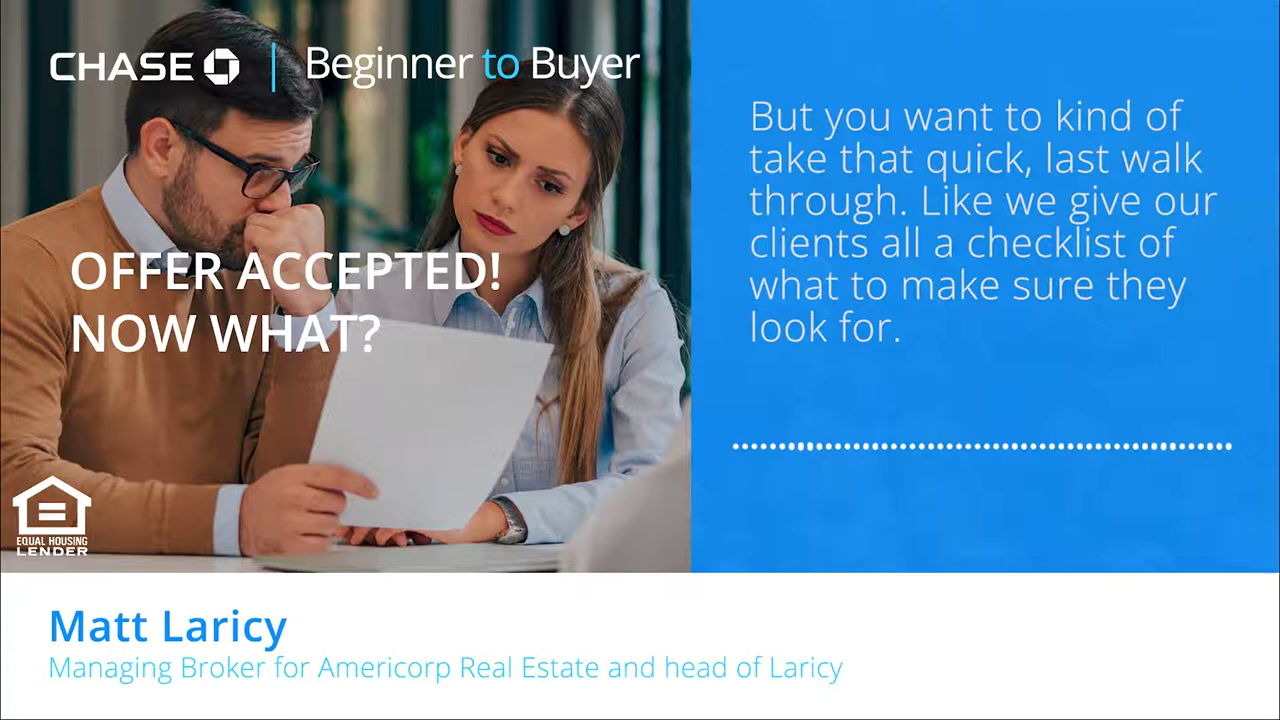 CHASE
Beginner to Buyer
OFFER ACCEPTED!
NOW WHAT?
EQUAL HOUSING
LENDER
But you want to kind of
take that quick, last walk
through. Like we give our
clients all a checklist of
what to make sure they
look for.
Matt Laricy
Managing Broker for Americorp Real Estate and head of Laricy